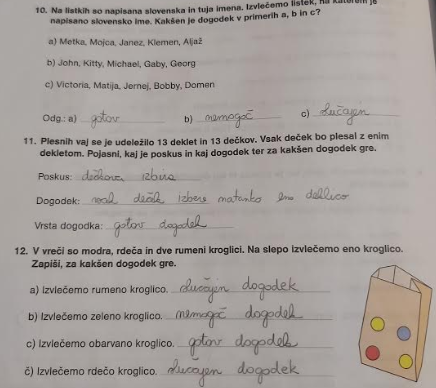 10. Na listkih so napisana slovenska in tuja imena. Izvlečemo listek, na katerem je
napisano slovensko ime. Kakšen je dogodek v primerih a, b in c?
a) Metka, Mojca, Janez, Klemen, Aljaž
b) John, Kitty, Michael, Gaby, Georg
c) Victoria, Matija, Jernej, Bobby, Domen
Odg.: a) gotov b) nemogoč c) slučajen
11. Plesnih vaj se je udeležilo 13 deklet in 13 dečkov. Vsak deček bo plesal z enim
dekletom. Pojasni, kaj je poskus in kaj dogodek ter za kakšen dogodek gre.
Poskus: dečkova izbira
Dogodek: vsak deček izbere natanko eno deklico
Vrsta dogodka: gotov dogodek
12. V vreči so modra, rdeča in dve rumeni kroglici. Na slepo izvlečemo eno kroglico.
Zapiši, za kakšen dogodek gre.
a) Izvlečemo rumeno kroglico. slučajen dogodek
b) Izvlečemo zeleno kroglico. nemogoč dogodek
c) Izvlečemo obarvano kroglico. gotov dogodek
č) Izvlečemo rdečo kroglico. slučajen dogodek